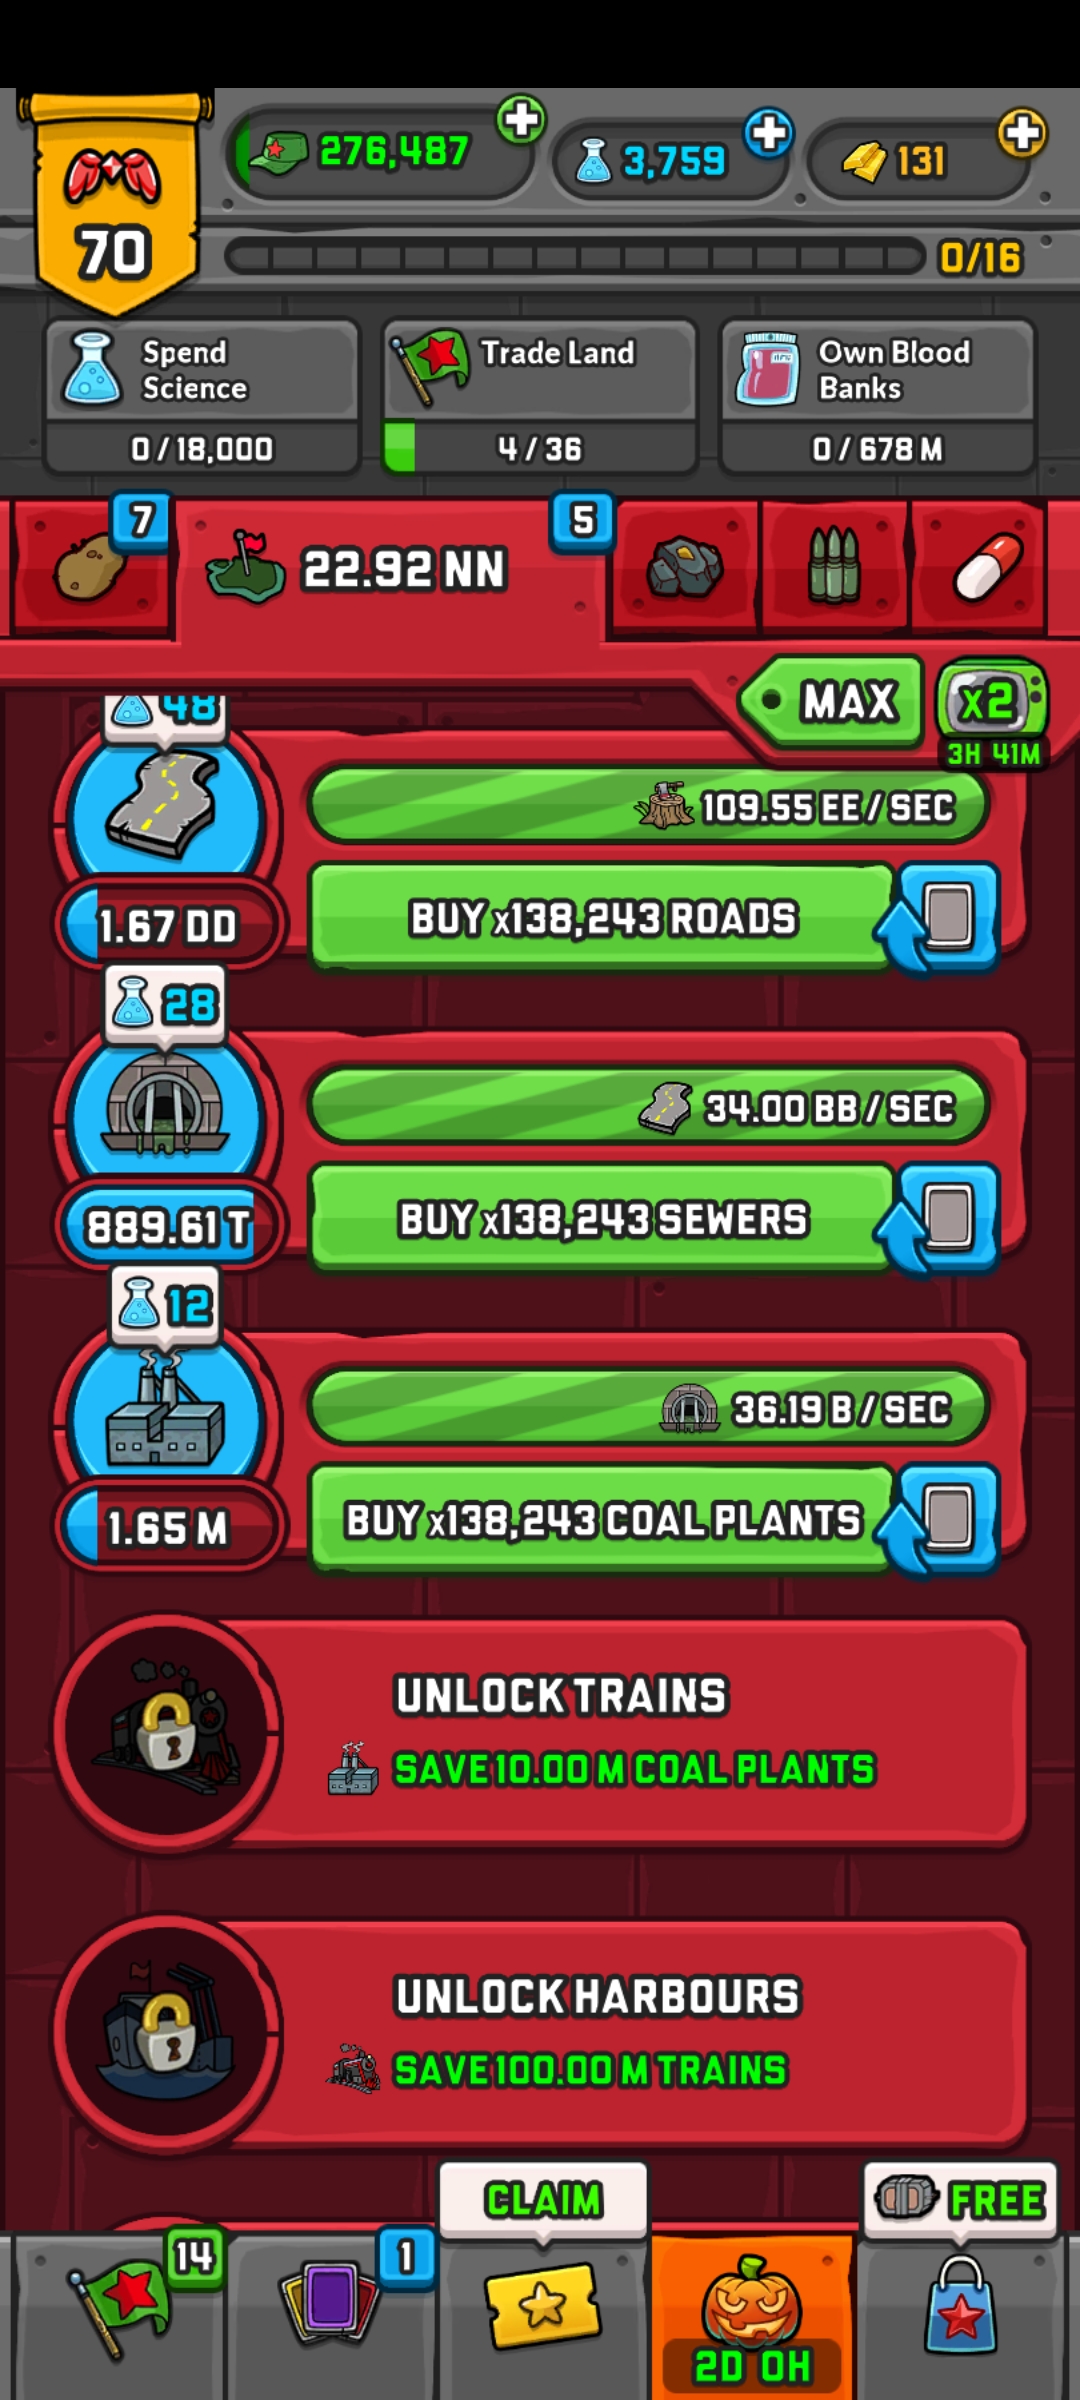 70
276,487
3,759
131
0/16
Spend
Science
0 / 18,000
Trade Land
4 / 36
Own Blood
Banks
0 / 678 M
7
22.92 NN
5
MAX
x2
3H 41M
48
109.55 EE / SEC
BUY x138,243 ROADS
1.67 DD
28
34.00 BB / SEC
BUY x138,243 SEWERS
889.61 T
12
36.19 B / SEC
BUY x138,243 COAL PLANTS
1.65 M
UNLOCK TRAINS
SAVE 10.00 M COAL PLANTS
UNLOCK HARBOURS
SAVE 100.00 M TRAINS
CLAIM
FREE
14
1
2D 0H